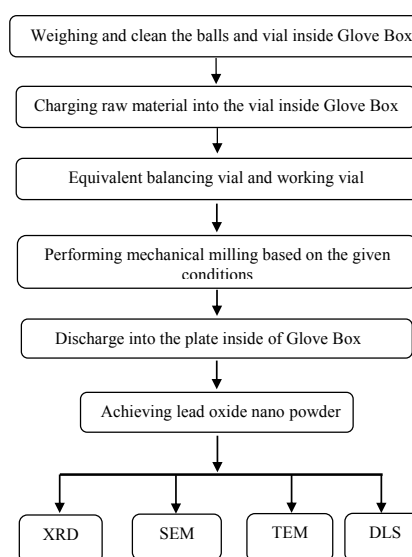 Weighing and clean the balls and vial inside Glove Box
Charging raw material into the vial inside Glove Box
Equivalent balancing vial and working vial
Performing mechanical milling based on the given
conditions
Discharge into the plate inside of Glove Box
Achieving lead oxide nano powder
XRD SEM TEM DLS